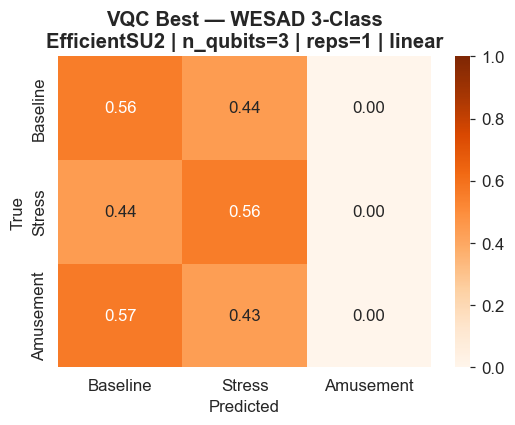 VQC Best — WESAD 3-Class
EfficientSU2 | n_qubits=3 | reps=1 | linear
True
Baseline
0.56 0.44 0.00
Stress
0.44 0.56 0.00
Amusement
0.57 0.43 0.00
Baseline Stress Amusement
Predicted
1.0
0.8
0.6
0.4
0.2
0.0